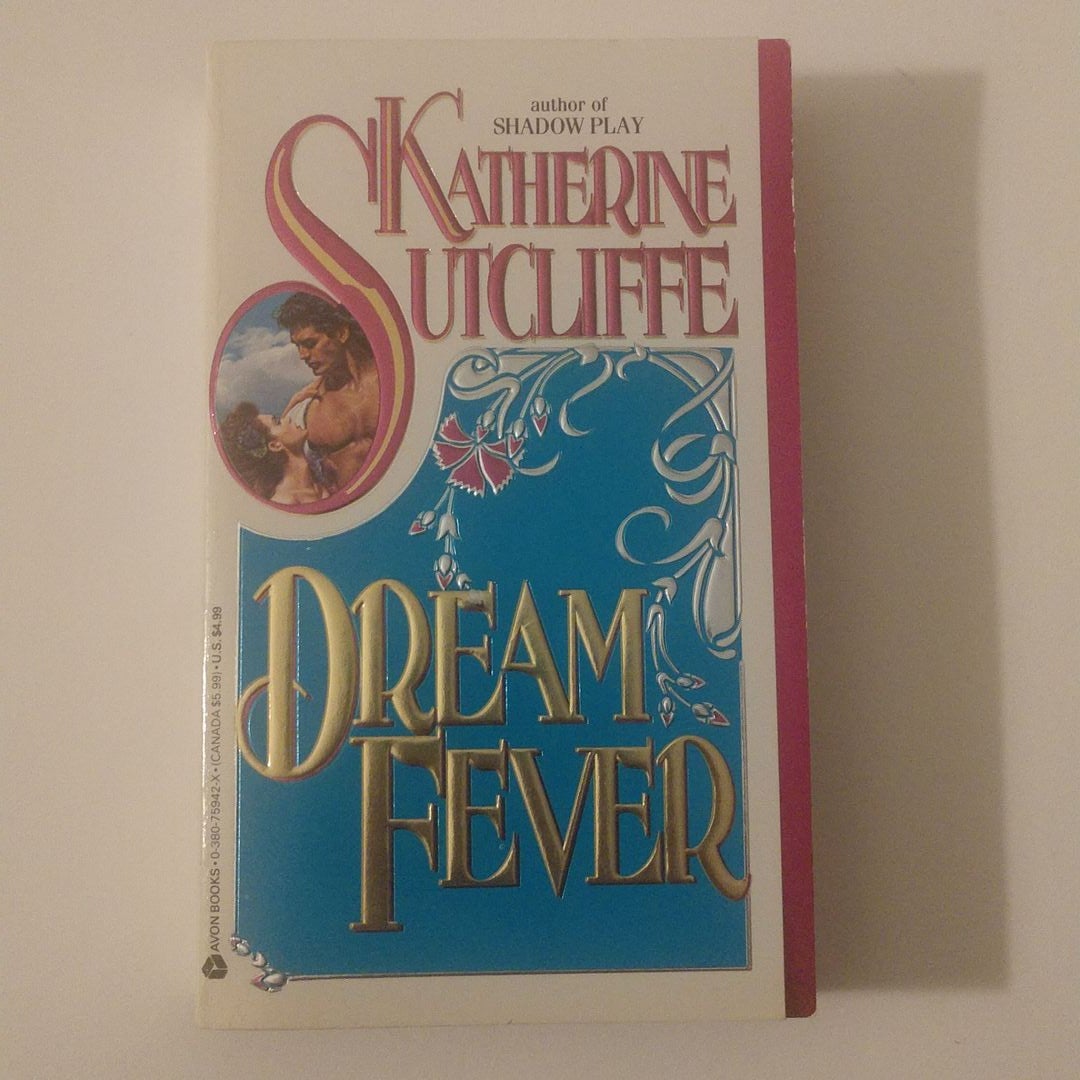 author of
SHADOW PLAY
KATHERINE
SUTCLIFFE
DREAM
FEVER
AVON BOOKS • 0-380-75942-X • (CANADA $5.99) • U.S. $4.99